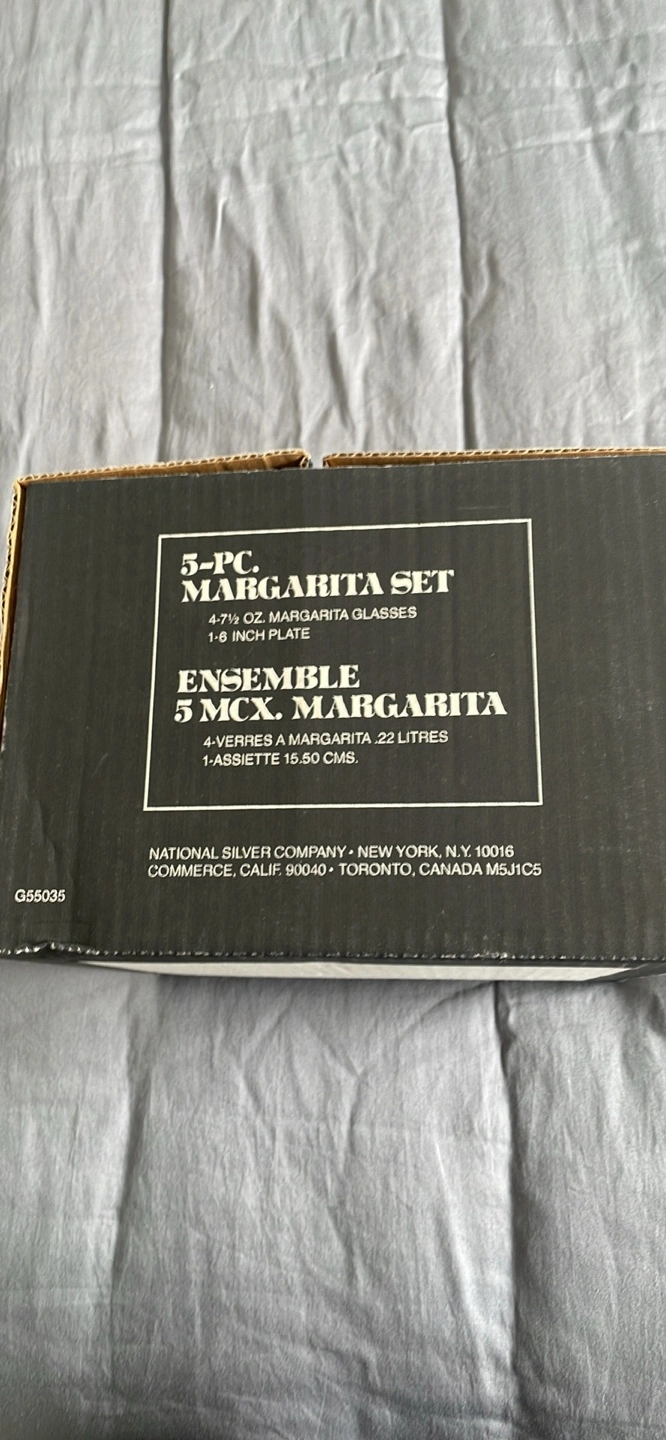 5-PC.
MARGARITA SET
4-7½ OZ. MARGARITA GLASSES
1-6 INCH PLATE
ENSEMBLE
5 MCX. MARGARITA
4-VERRES A MARGARITA .22 LITRES
1-ASSIETTE 15.50 CMS.
NATIONAL SILVER COMPANY • NEW YORK, N.Y. 10016
COMMERCE, CALIF. 90040 • TORONTO, CANADA M5J1C5
G55035